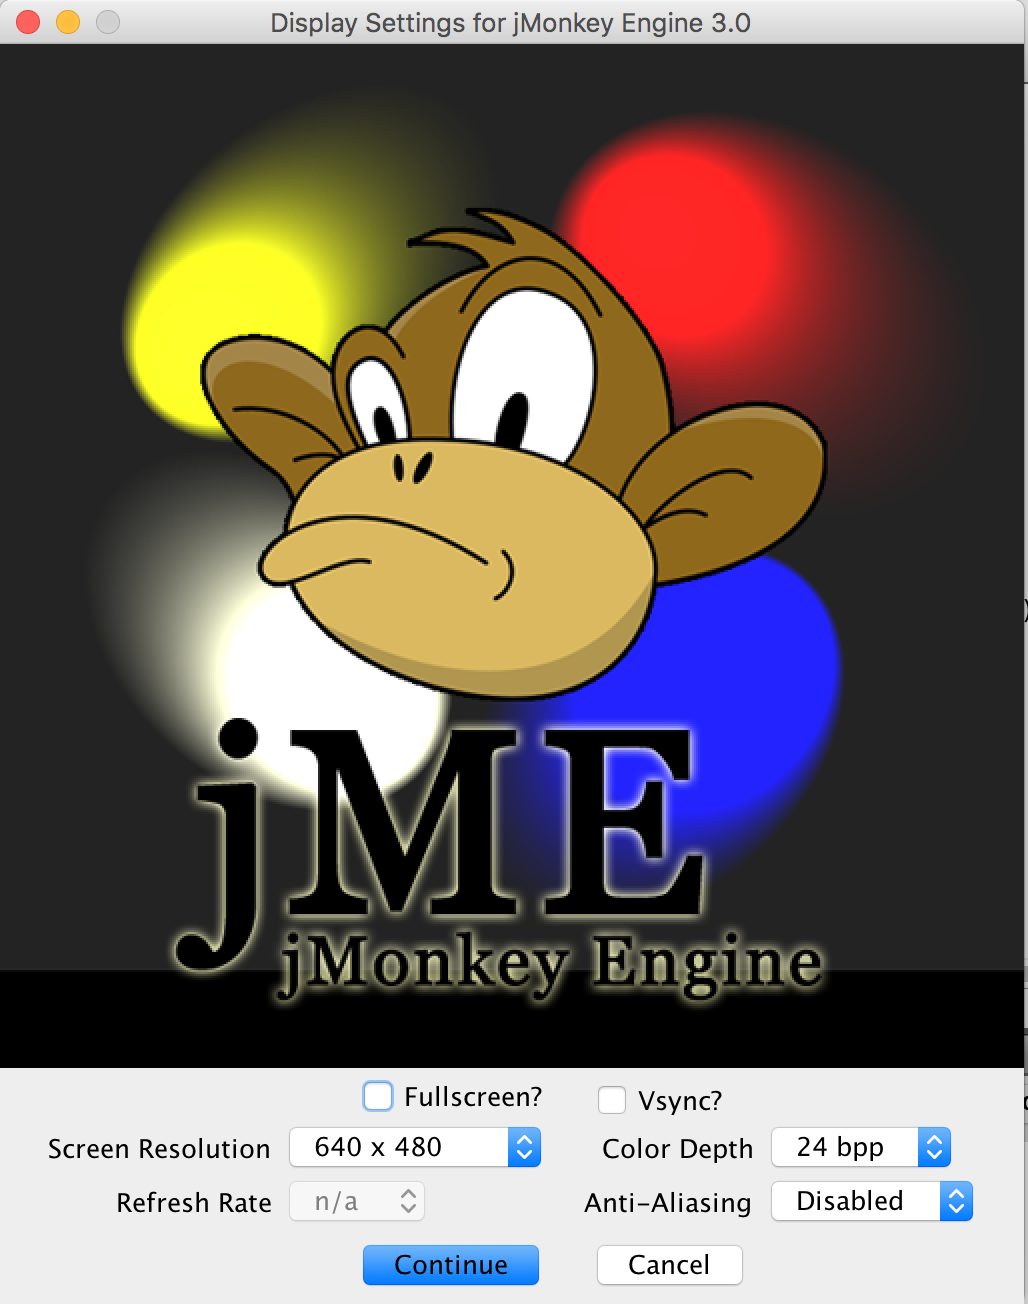 Display Settings for jMonkey Engine 3.0
jME
jMonkey Engine
Fullscreen? Vsync?
Screen Resolution 640 x 480 Color Depth 24 bpp
Refresh Rate n/a Anti-Aliasing Disabled
Continue Cancel